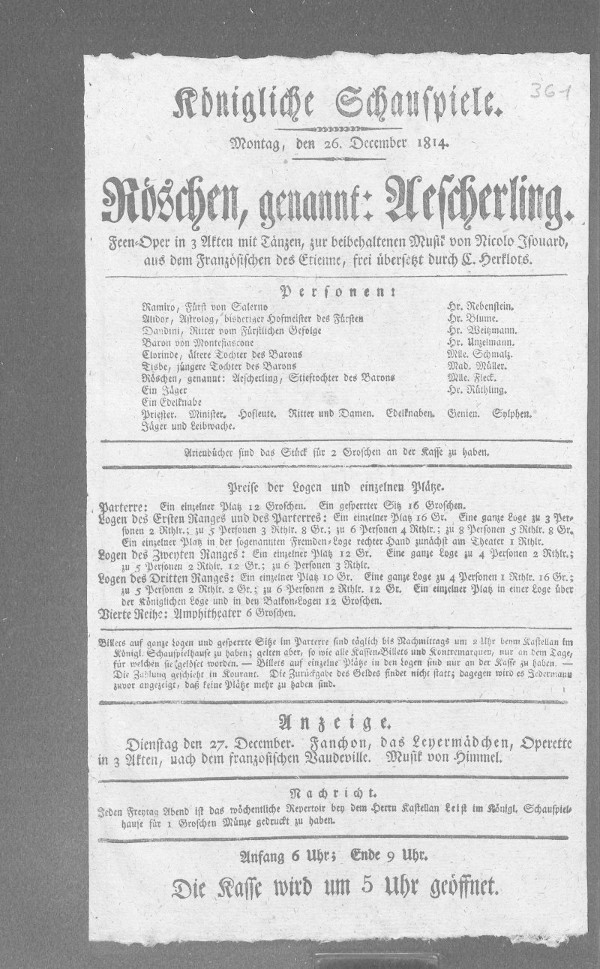 361
Königliche Schauspiele.
Montag, den 26. December 1814.
Röschen, genannt: Aescherling.
Feen-Oper in 3 Akten mit Tänzen, zur beibehaltenen Musik von Nicolo Isouard,
aus dem Französischen des Etienne, frei übersetzt durch C. Herklots.
Personen:
Ramiro, Fürst von Salerno Hr. Rebenstein.
Alidor, Astrolog, bisheriger Hofmeister des Fürsten Hr. Blume.
Dandini, Ritter vom Fürstlichen Gefolge Hr. Weitzmann.
Baron von Montefiascone Hr. Unzelmann.
Clorinde, ältere Tochter des Barons Mlle. Schmalz.
Tisbe, jüngere Tochter des Barons Mad. Müller.
Röschen, genannt: Aescherling, Stieftochter des Barons Mlle. Fleck.
Ein Jäger Hr. Rüthling.
Ein Edelknabe
Priester. Minister. Hofleute. Ritter und Damen. Edelknaben. Genien. Sylphen.
Jäger und Leibwache.
Arienbücher sind das Stück für 2 Groschen an der Kasse zu haben.
Preise der Logen und einzelnen Plätze.
Parterre: Ein einzelner Platz 12 Groschen. Ein gesperrter Sitz 16 Groschen.
Logen des Ersten Ranges und des Parterres: Ein einzelner Platz 16 Gr. Eine ganze Loge zu 3 Per-
sonen 2 Rthlr.; zu 5 Personen 3 Rthlr. 8 Gr.; zu 6 Personen 4 Rthlr.; zu 8 Personen 5 Rthlr. 8 Gr.
Ein einzelner Platz in der sogenannten Fremden-Loge rechter Hand zunächst am Theater 1 Rthlr.
Logen des Zweyten Ranges: Ein einzelner Platz 12 Gr. Eine ganze Loge zu 4 Personen 2 Rthlr.;
zu 5 Personen 2 Rthlr. 12 Gr.; zu 6 Personen 3 Rthlr.
Logen des Dritten Ranges: Ein einzelner Platz 10 Gr. Eine ganze Loge zu 4 Personen 1 Rthlr. 16 Gr.;
zu 5 Personen 2 Rthlr. 2 Gr.; zu 6 Personen 2 Rthlr. 12 Gr. Ein einzelner Platz in einer Loge über
der Königlichen Loge und in den Balkon-Logen 12 Groschen.
Vierte Reihe: Amphitheater 6 Groschen.
Billets auf ganze Logen und gesperrte Sitze im Parterre sind täglich bis Nachmittags um 2 Uhr beym Kastellan im
Königl. Schauspielhause zu haben; gelten aber, so wie alle Kassen-Billets und Kontremarquen, nur an dem Tage,
für welchen sie gelöset worden. — Billets auf einzelne Plätze in den Logen sind nur an der Kasse zu haben. —
Die Zahlung geschieht in Kourant. Die Zurückgabe des Geldes findet nicht statt; dagegen wird es Jedermann
zuvor angezeigt, daß keine Plätze mehr zu haben sind.
Anzeige.
Dienstag den 27. December. Fanchon, das Leyermädchen, Operette
in 3 Akten, nach dem französischen Vaudeville. Musik von Himmel.
Nachricht.
Jeden Freytag Abend ist das wöchentliche Repertoir bey dem Herrn Kastellan Leist im Königl. Schauspiel-
hause für 1 Groschen Münze gedruckt zu haben.
Anfang 6 Uhr; Ende 9 Uhr.
Die Kasse wird um 5 Uhr geöffnet.